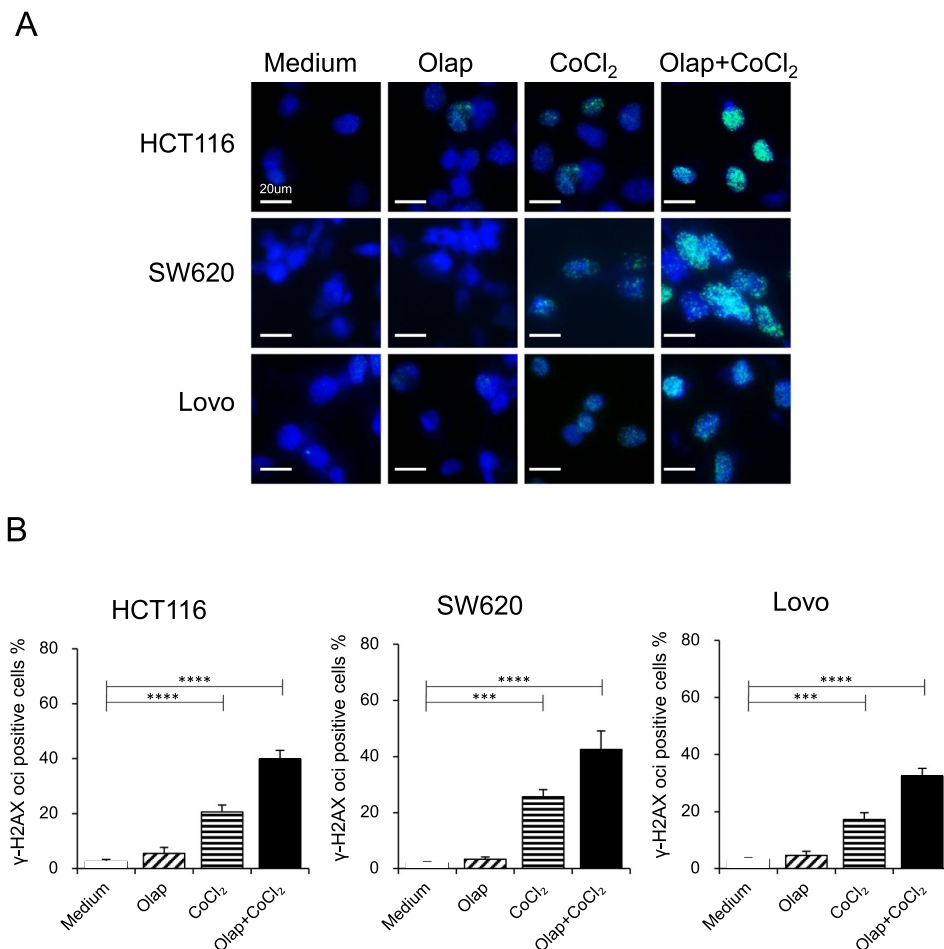 A
Medium Olap CoCl₂ Olap+CoCl₂
HCT116
20um
SW620
Lovo
B
HCT116 SW620 Lovo
γ-H2AX oci positive cells %
80
60
40
20
0
****
****
Medium
Olap
CoCl₂
Olap+CoCl₂
γ-H2AX oci positive cells %
80
60
40
20
0
****
***
Medium
Olap
CoCl₂
Olap+CoCl₂
γ-H2AX oci positive cells %
80
60
40
20
0
****
***
Medium
Olap
CoCl₂
Olap+CoCl₂